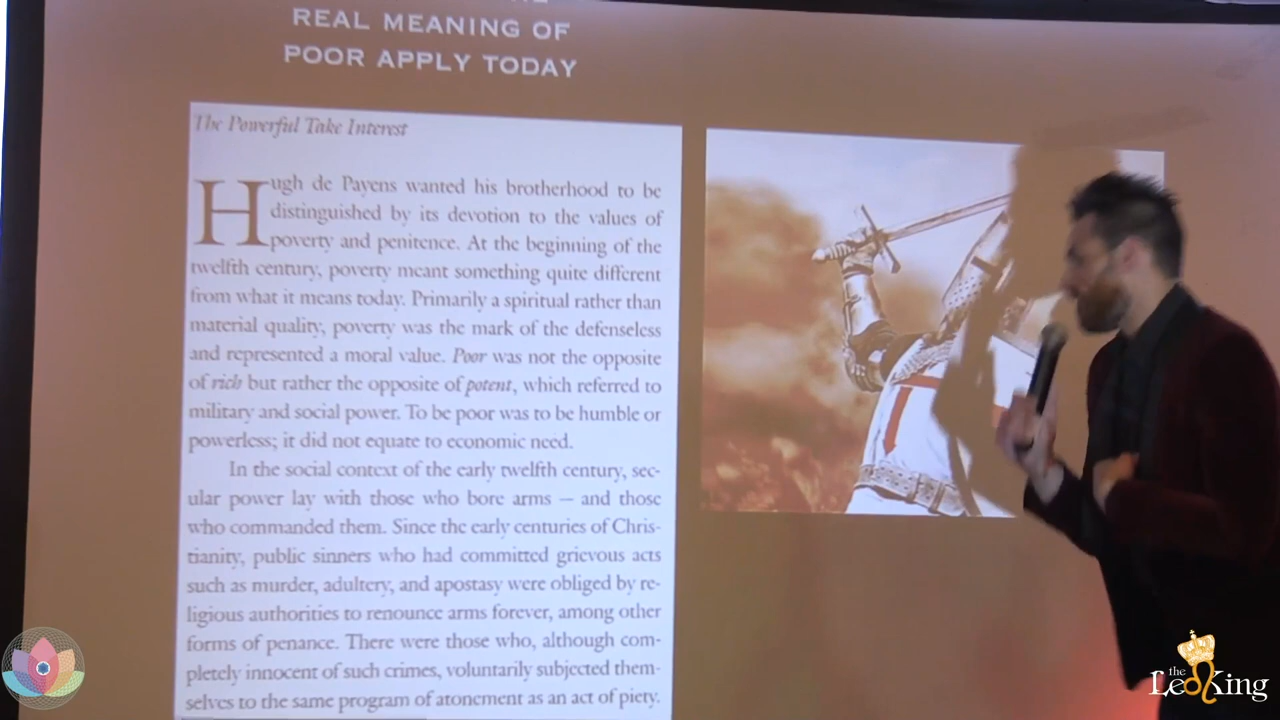 REAL MEANING OF
POOR APPLY TODAY
The Powerful Take Interest
Hugh de Payens wanted his brotherhood to be
distinguished by its devotion to the values of
poverty and penitence. At the beginning of the
twelfth century, poverty meant something quite different
from what it means today. Primarily a spiritual rather than
material quality, poverty was the mark of the defenseless
and represented a moral value. Poor was not the opposite
of rich but rather the opposite of potent, which referred to
military and social power. To be poor was to be humble or
powerless; it did not equate to economic need.
In the social context of the early twelfth century, sec-
ular power lay with those who bore arms — and those
who commanded them. Since the early centuries of Chris-
tianity, public sinners who had committed grievous acts
such as murder, adultery, and apostasy were obliged by re-
ligious authorities to renounce arms forever, among other
forms of penance. There were those who, although com-
pletely innocent of such crimes, voluntarily subjected them-
selves to the same program of atonement as an act of piety.
the
Leo King